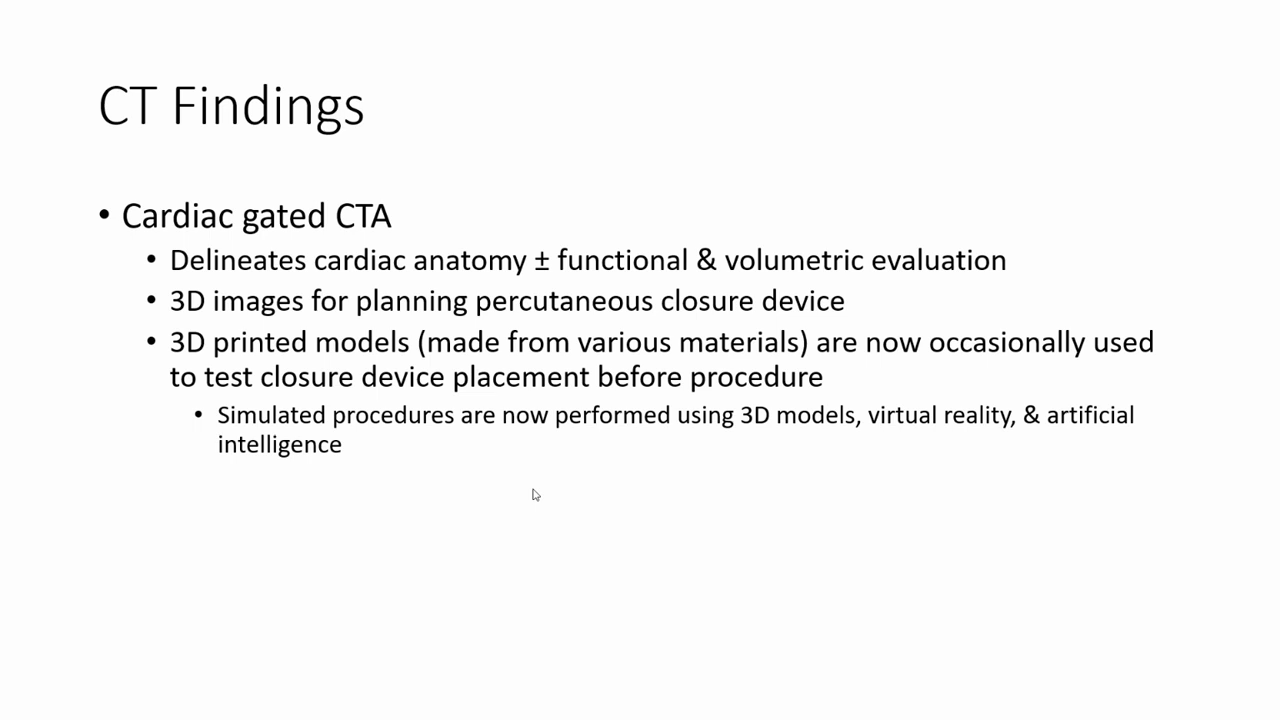 CT Findings
• Cardiac gated CTA
• Delineates cardiac anatomy ± functional & volumetric evaluation
• 3D images for planning percutaneous closure device
• 3D printed models (made from various materials) are now occasionally used
to test closure device placement before procedure
• Simulated procedures are now performed using 3D models, virtual reality, & artificial
intelligence